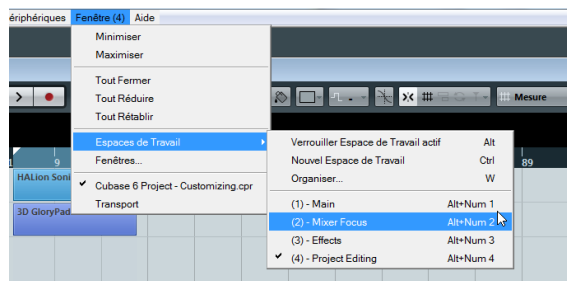 ériphériques Fenêtre (4) Aide
Minimiser
Maximiser
Tout Fermer
Tout Réduire
Tout Rétablir
Espaces de Travail
Fenêtres...
Cubase 6 Project - Customizing.cpr
Transport
Verrouiller Espace de Travail actif Alt
Nouvel Espace de Travail Ctrl
Organiser... W
(1) - Main Alt+Num 1
(2) - Mixer Focus Alt+Num 2
(3) - Effects Alt+Num 3
(4) - Project Editing Alt+Num 4
Mesure
1 9 89
HALion Soni
3D GloryPad